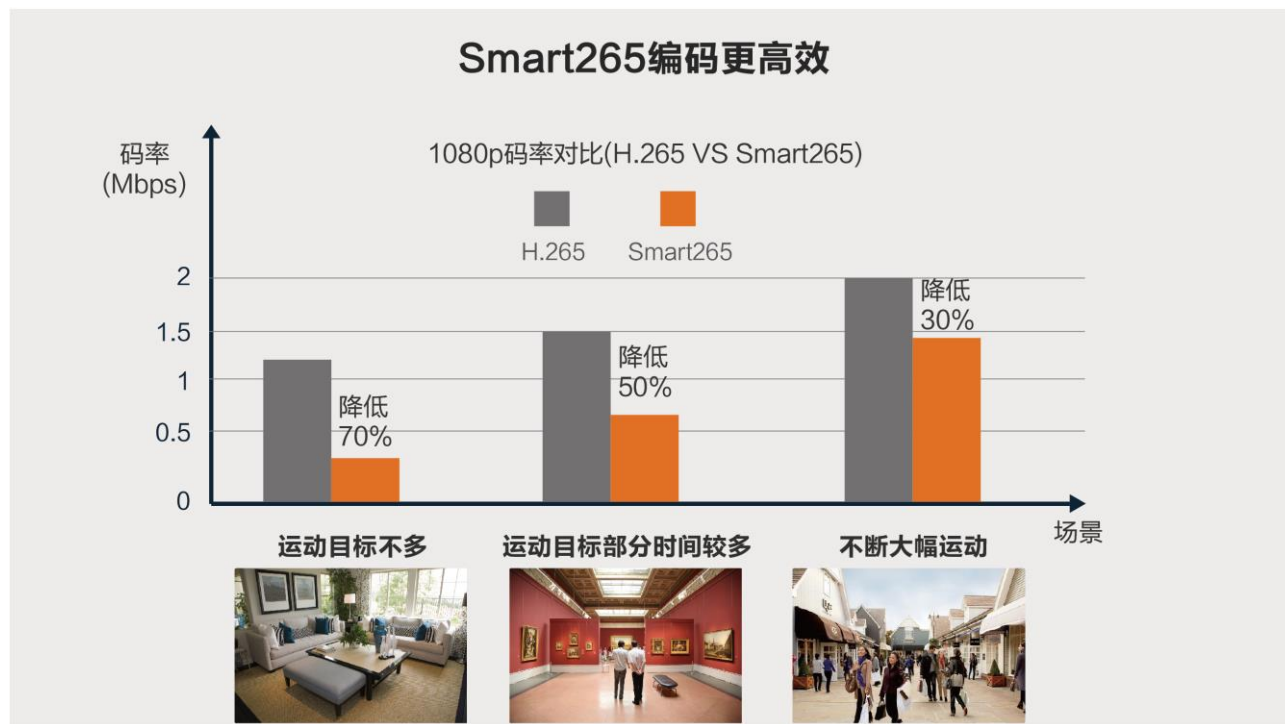 Smart265编码更高效
码率
(Mbps)
1080p码率对比(H.265 VS Smart265)
H.265
Smart265
2
1.5
1
0.5
0
降低
70%
降低
50%
降低
30%
场景
运动目标不多
运动目标部分时间较多
不断大幅运动